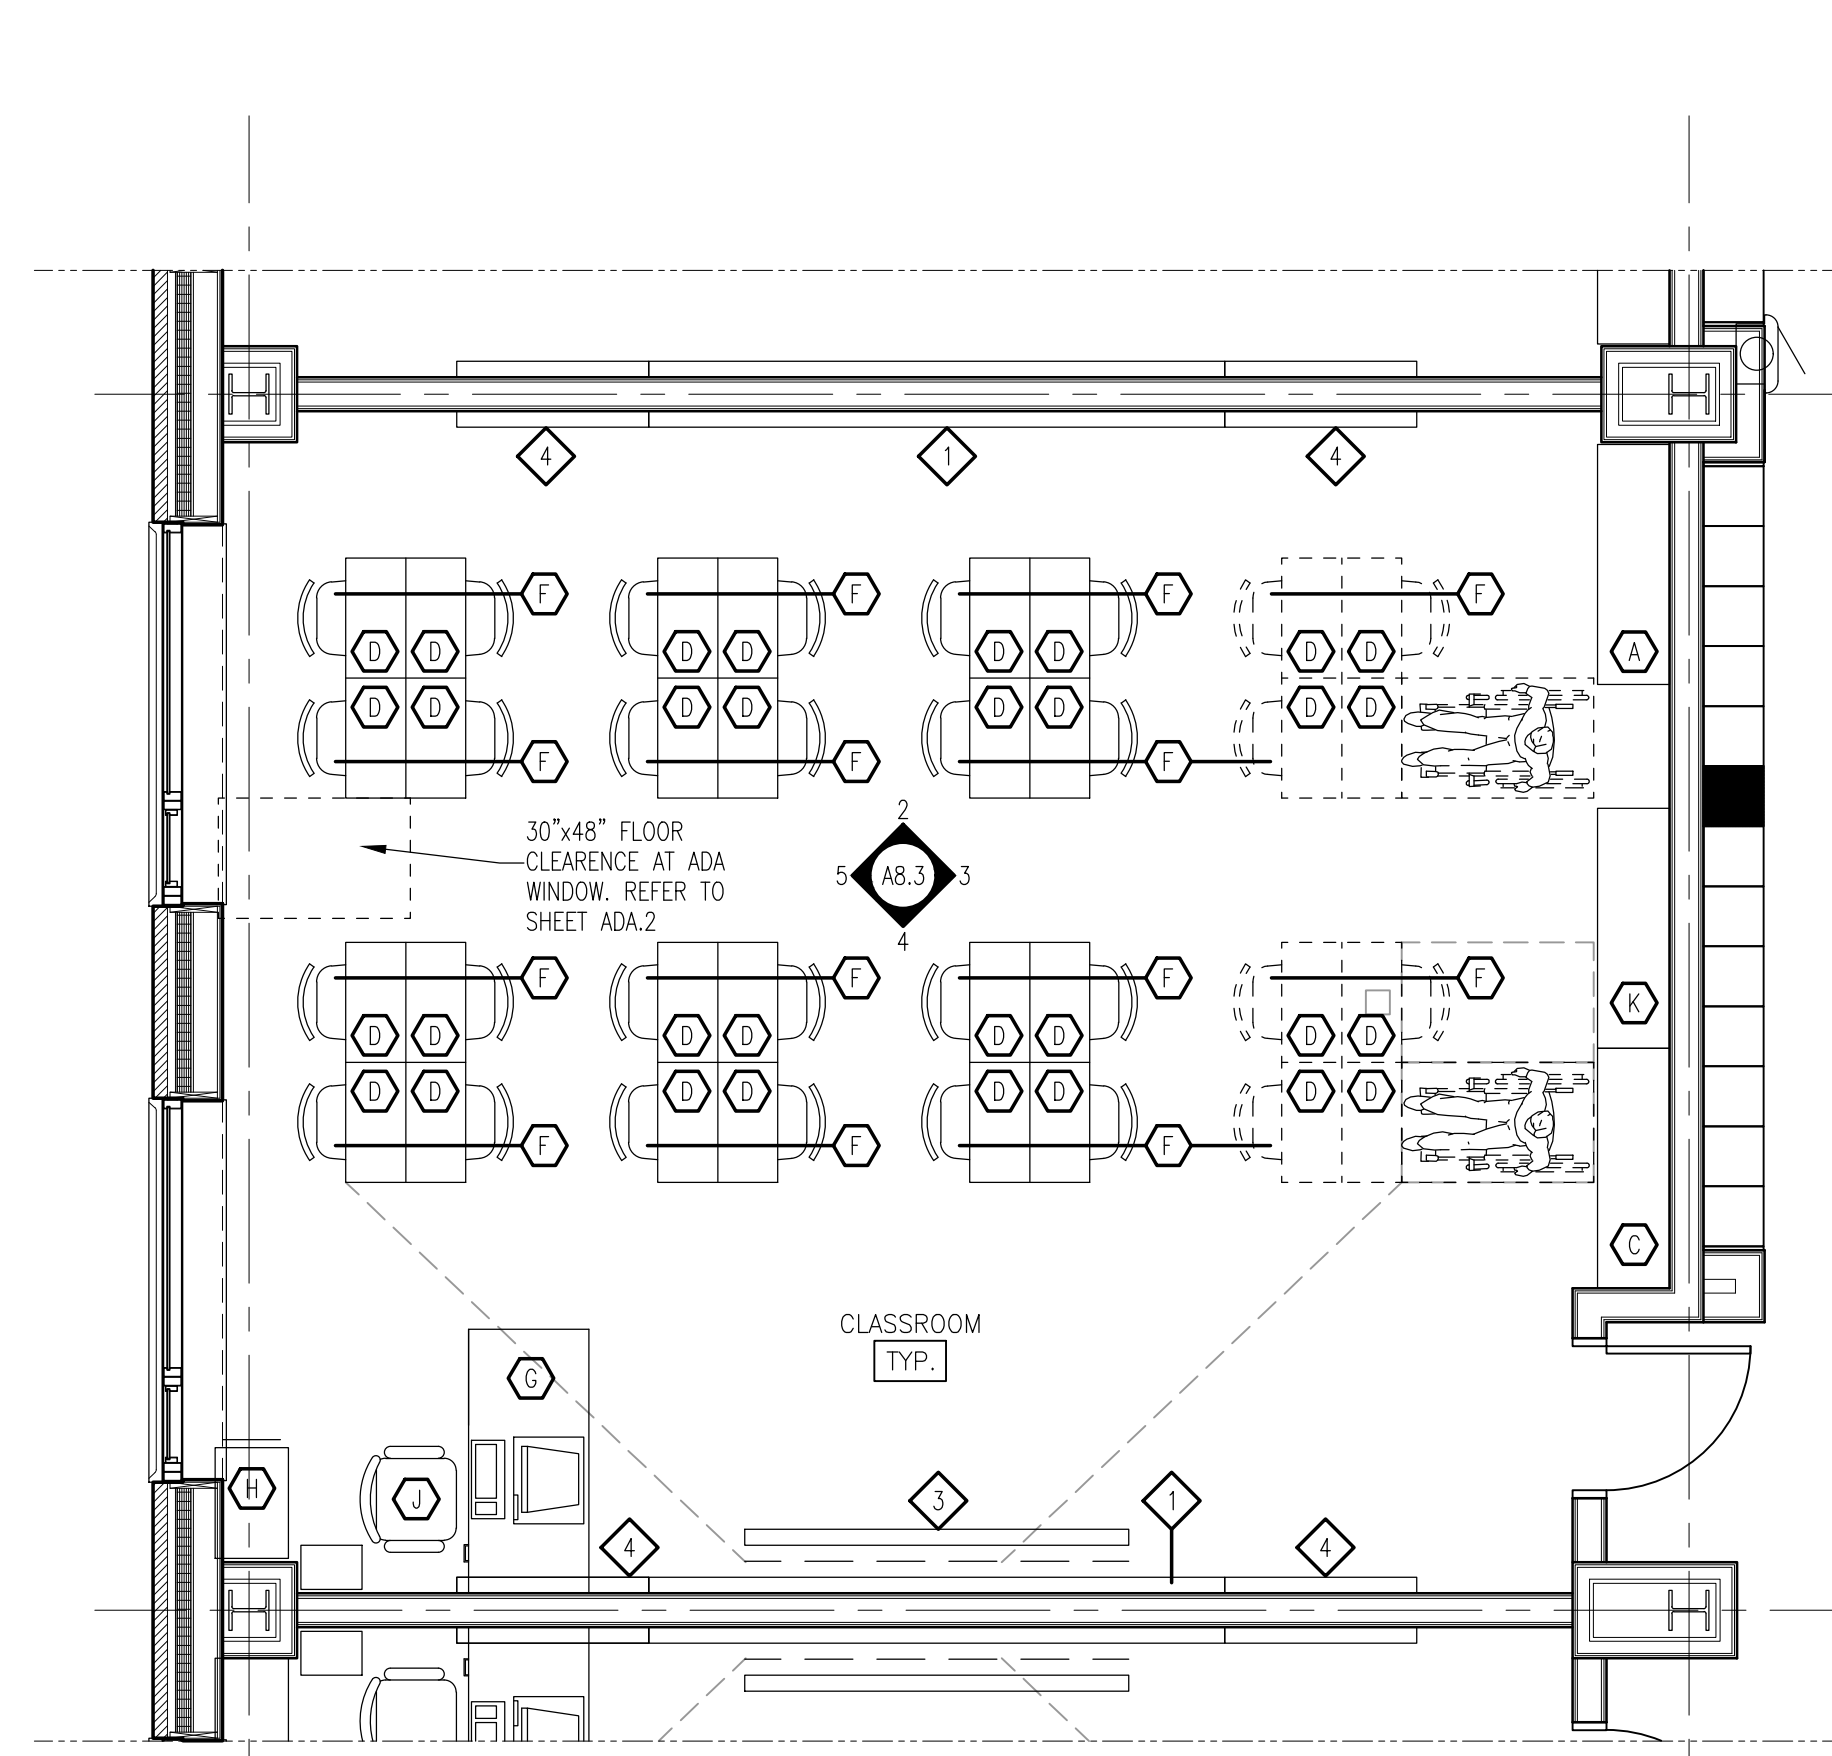 4 1 4
F F F F
D D D D D D D D A
D D D D D D D D
F F F
2
30”x48” FLOOR
CLEARENCE AT ADA
WINDOW. REFER TO
SHEET ADA.2
5 A8.3 3
4
F F F F
K
D D D D D D D D
D D D D D D D D
F F F
C
CLASSROOM
TYP.
G
H J 3 1
4 4